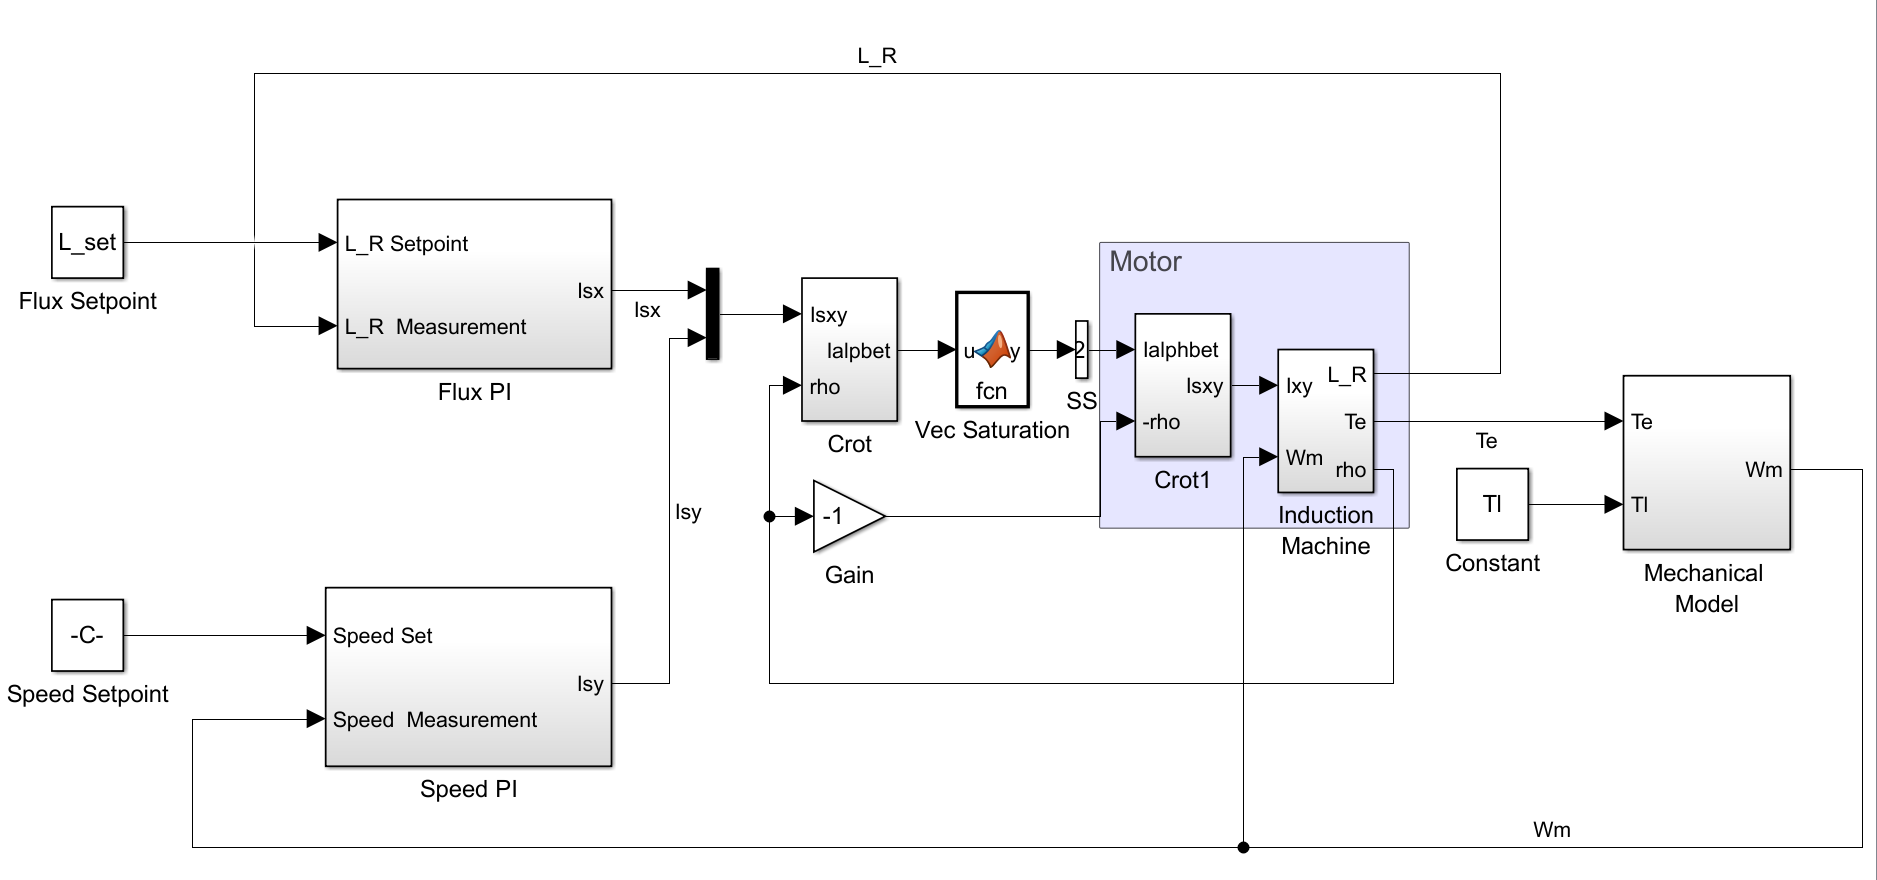 L_R
L_set
Flux Setpoint
L_R Setpoint
Isx
L_R  Measurement
Flux PI
Isx
Isxy
Ialpbet
rho
Crot
u
y
fcn
Vec Saturation
2
SS
Motor
Ialphbet
Isxy
-rho
Crot1
Ixy
L_R
Te
Wm
rho
Induction
Machine
Te
Tl
Constant
Te
Wm
Tl
Mechanical
Model
-1
Gain
Isy
-C-
Speed Setpoint
Speed Set
Isy
Speed  Measurement
Speed PI
Wm